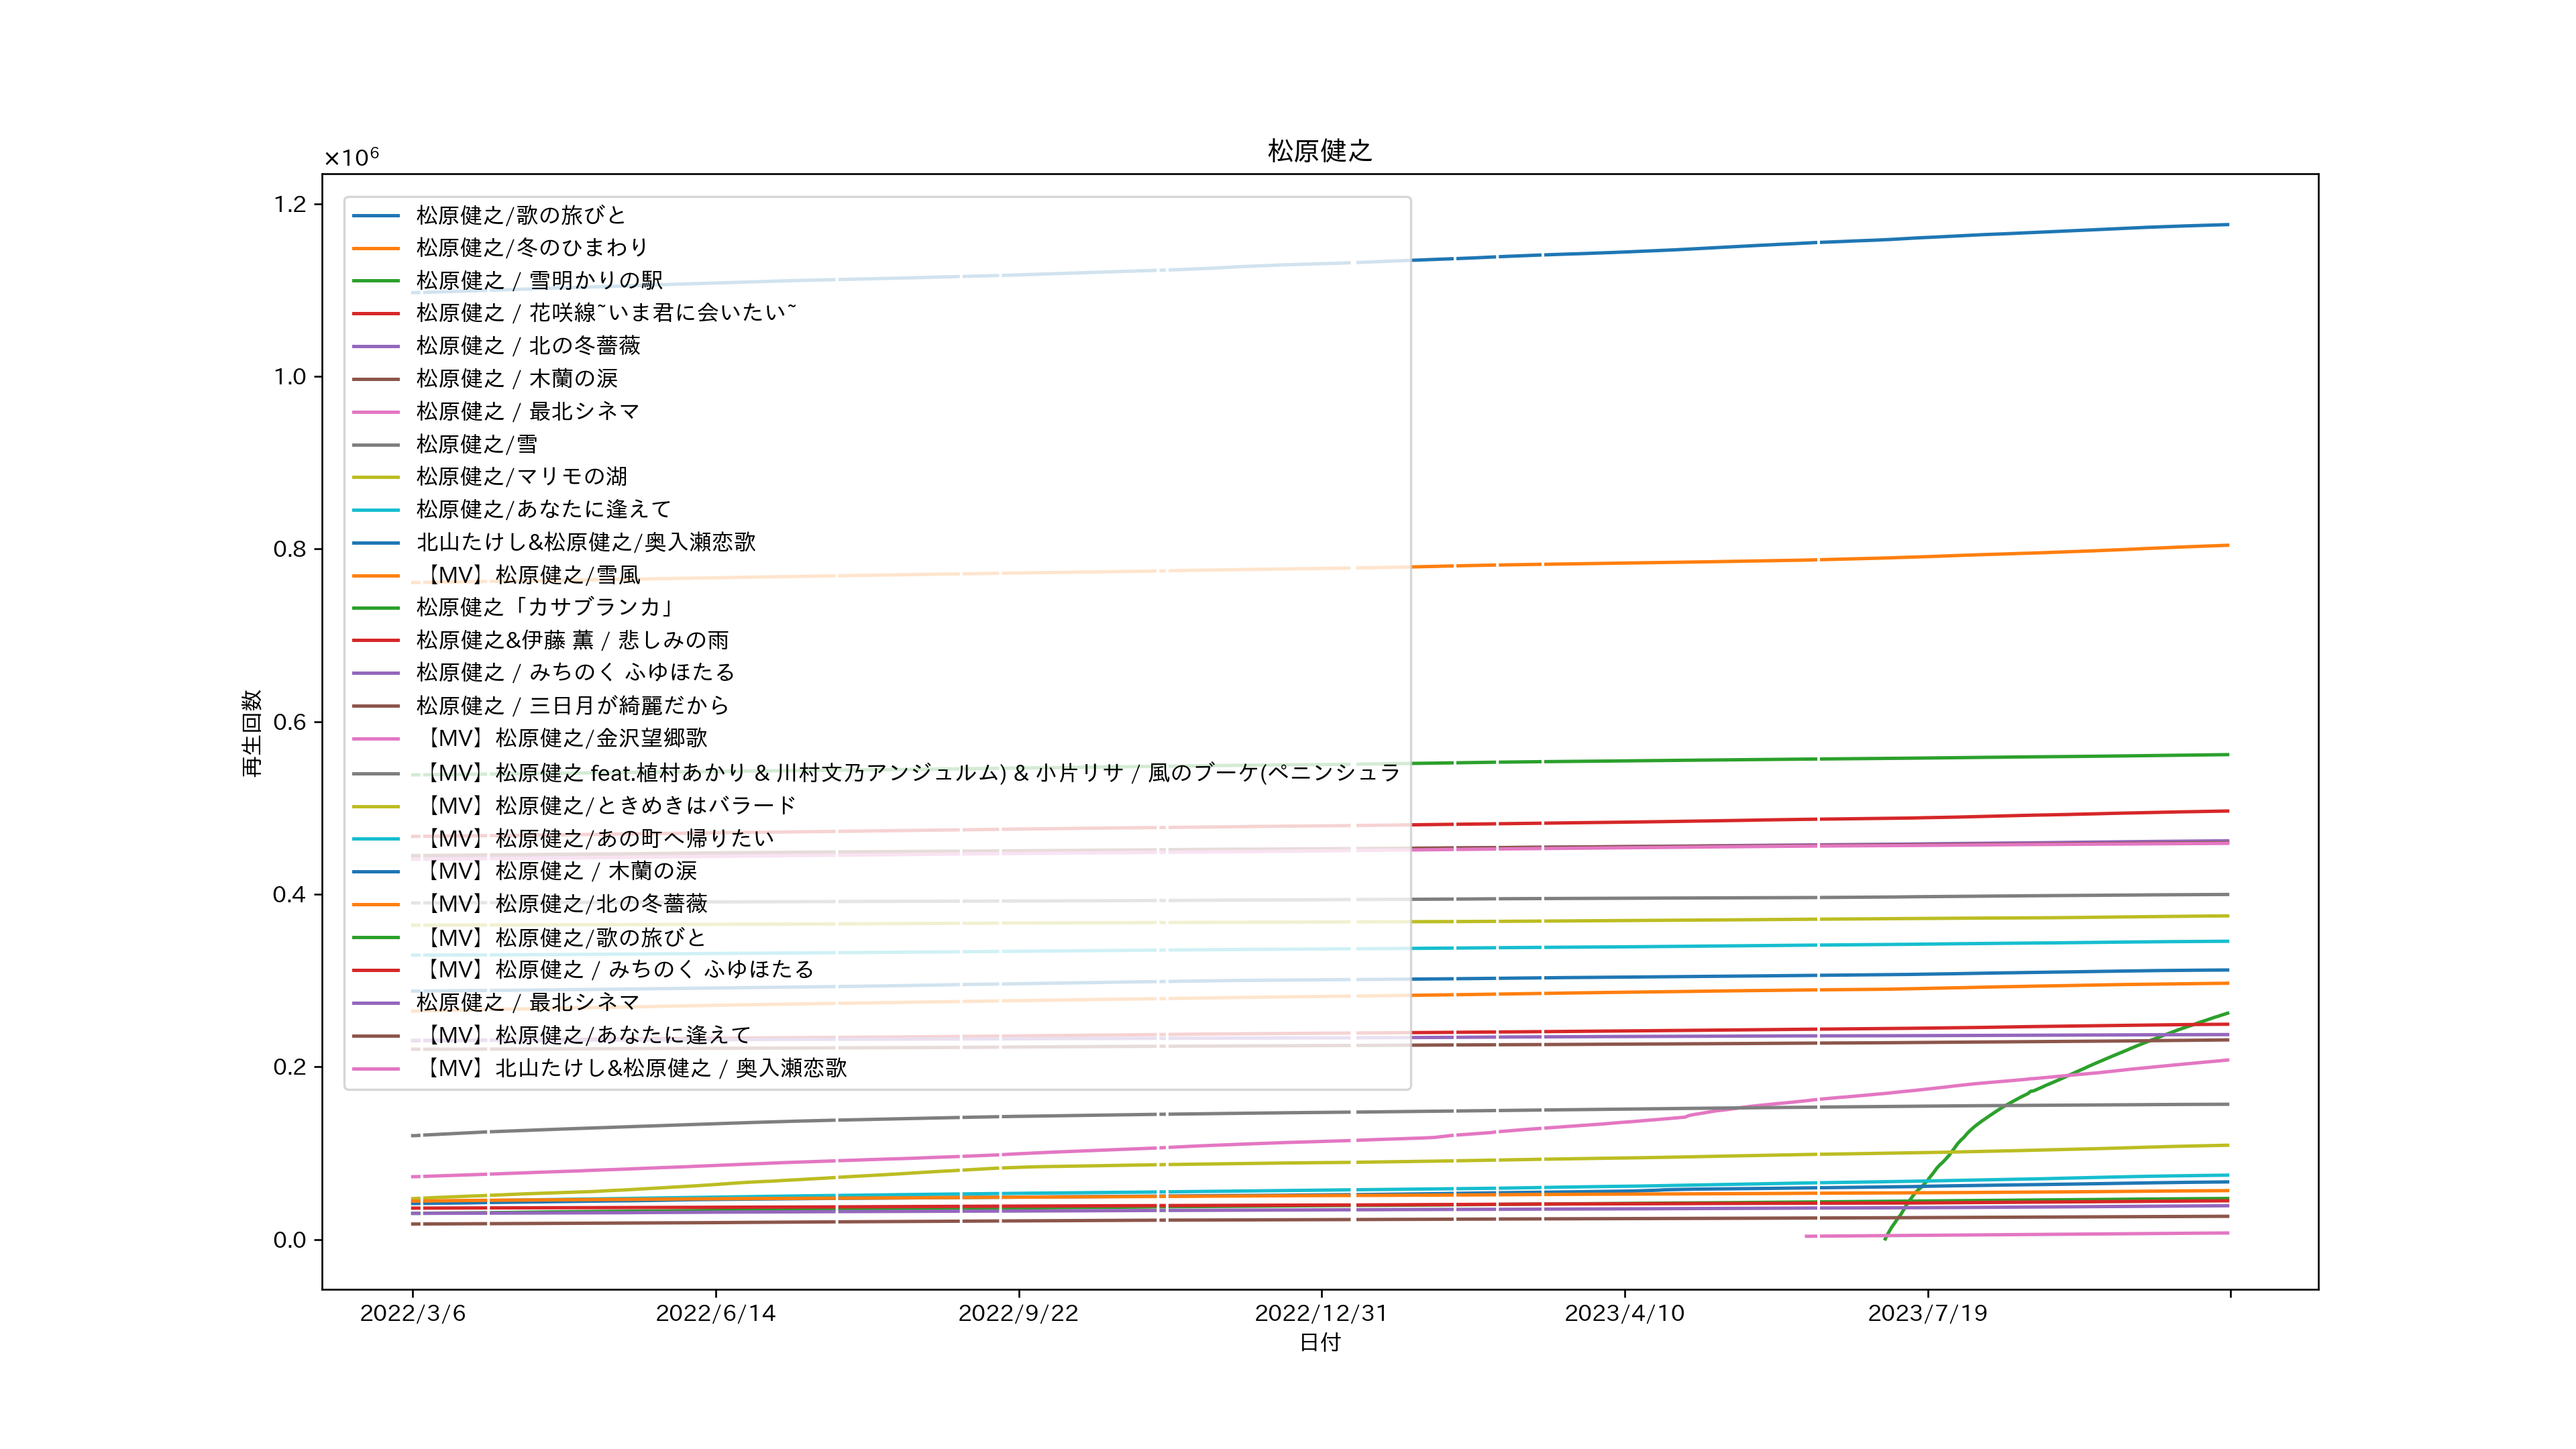 松原健之
×10⁶
1.2
1.0
0.8
0.6
0.4
0.2
0.0
再生回数
松原健之/歌の旅びと
松原健之/冬のひまわり
松原健之 / 雪明かりの駅
松原健之 / 花咲線~いま君に会いたい~
松原健之 / 北の冬薔薇
松原健之 / 木蘭の涙
松原健之 / 最北シネマ
松原健之/雪
松原健之/マリモの湖
松原健之/あなたに逢えて
北山たけし&松原健之/奥入瀬恋歌
【MV】松原健之/雪風
松原健之「カサブランカ」
松原健之&伊藤 薫 / 悲しみの雨
松原健之 / みちのく ふゆほたる
松原健之 / 三日月が綺麗だから
【MV】松原健之/金沢望郷歌
【MV】松原健之 feat.植村あかり & 川村文乃アンジュルム) & 小片リサ / 風のブーケ(ペニンシュラ
【MV】松原健之/ときめきはバラード
【MV】松原健之/あの町へ帰りたい
【MV】松原健之 / 木蘭の涙
【MV】松原健之/北の冬薔薇
【MV】松原健之/歌の旅びと
【MV】松原健之 / みちのく ふゆほたる
松原健之 / 最北シネマ
【MV】松原健之/あなたに逢えて
【MV】北山たけし&松原健之 / 奥入瀬恋歌
2022/3/6
2022/6/14
2022/9/22
2022/12/31
2023/4/10
2023/7/19
日付